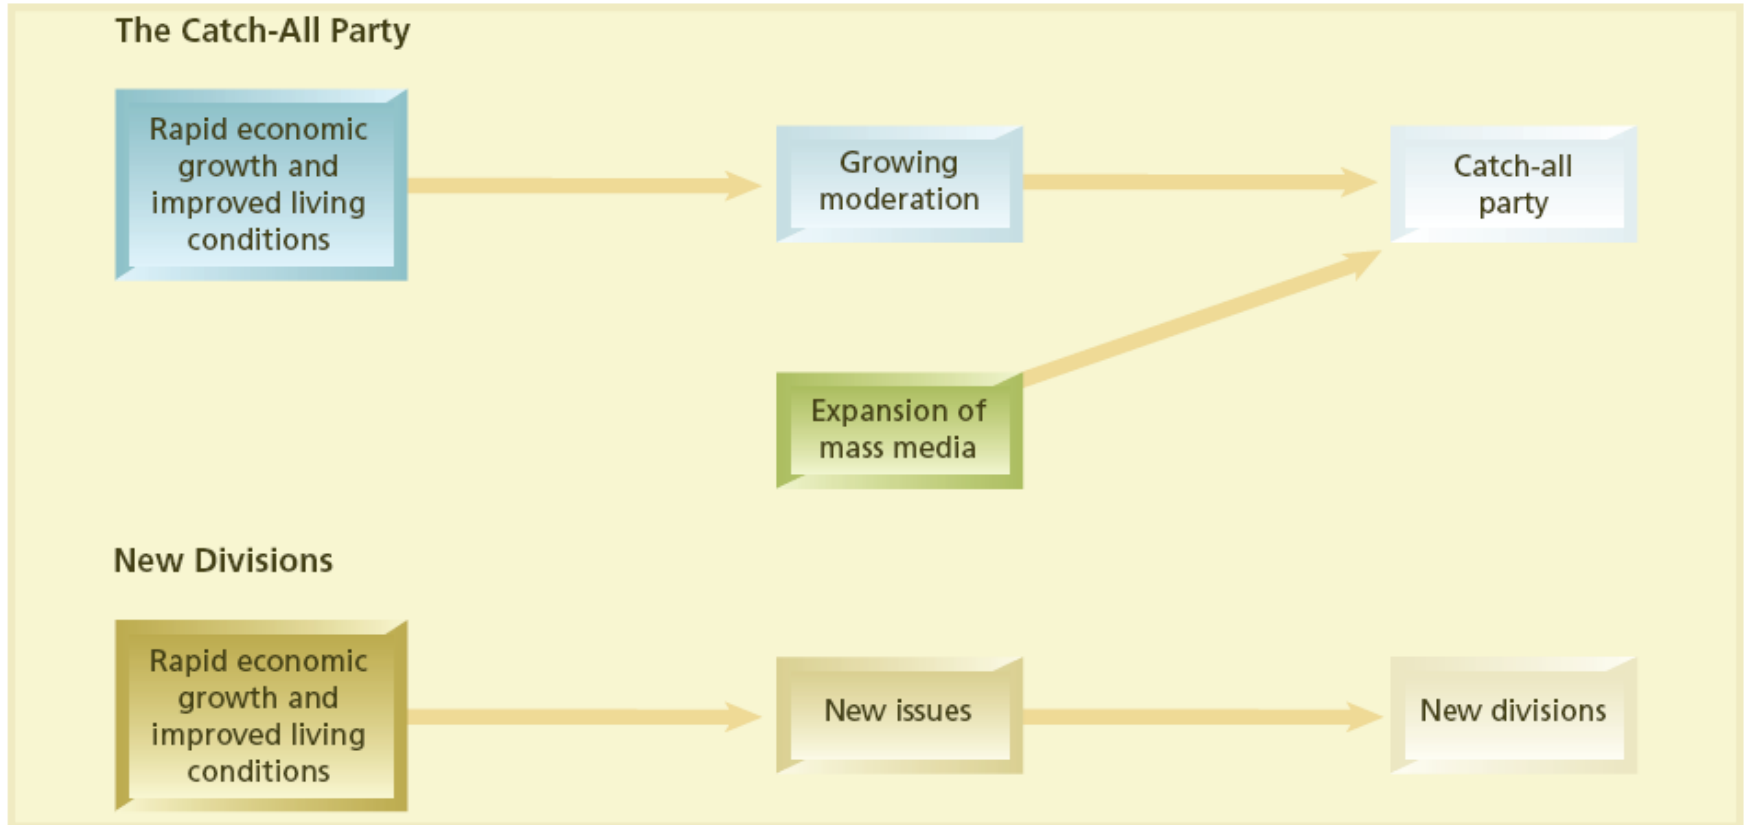 The Catch-All Party
Rapid economic
growth and
improved living
conditions
Growing
moderation
Catch-all
party
Expansion of
mass media
New Divisions
Rapid economic
growth and
improved living
conditions
New issues
New divisions